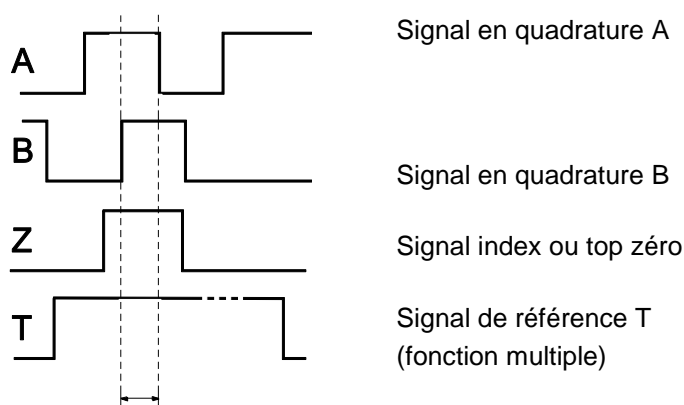 A
Signal en quadrature A
B
Signal en quadrature B
Z
Signal index ou top zéro
T
Signal de référence T
(fonction multiple)